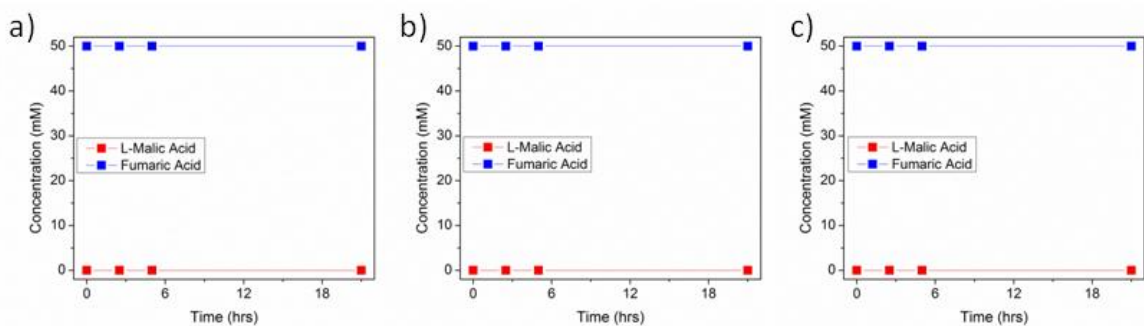 a)
Concentration (mM)
50
40
30
20
10
0
L-Malic Acid
Fumaric Acid
0 6 12 18
Time (hrs)
b)
Concentration (mM)
50
40
30
20
10
0
L-Malic Acid
Fumaric Acid
0 6 12 18
Time (hrs)
c)
Concentration (mM)
50
40
30
20
10
0
L-Malic Acid
Fumaric Acid
0 6 12 18
Time (hrs)